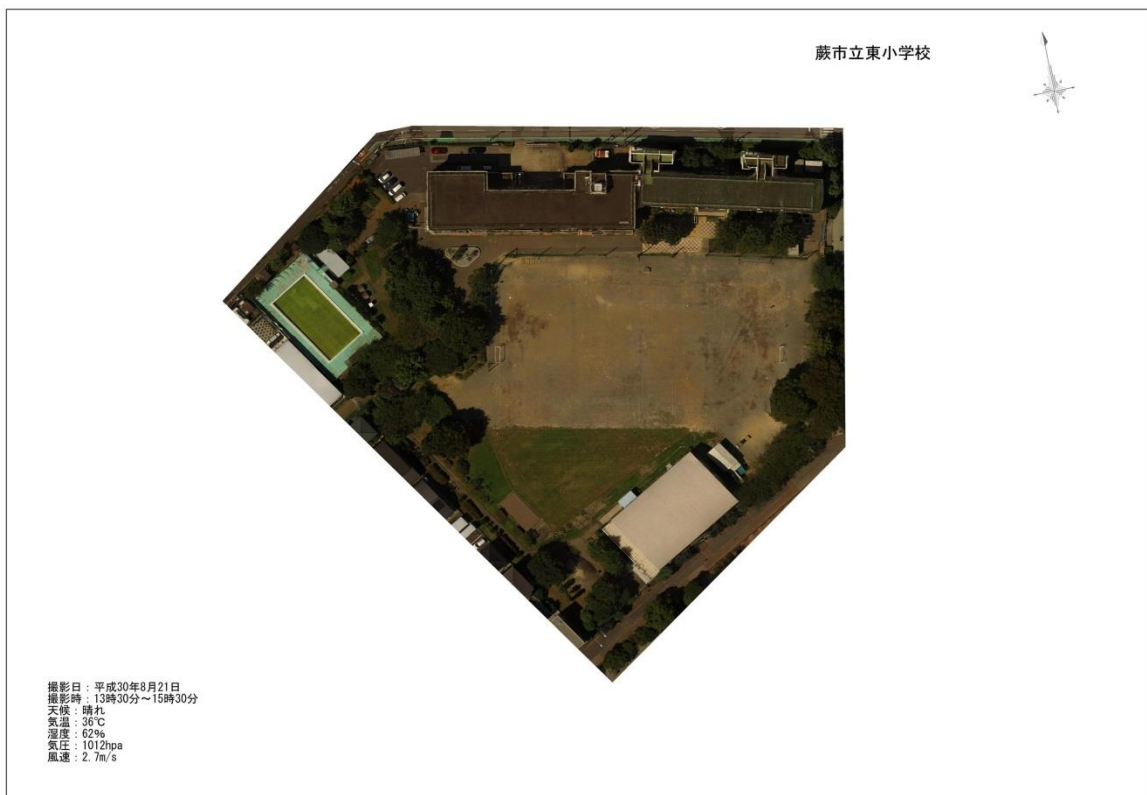 蕨市立東小学校
撮影日：平成30年8月21日
撮影時：13時30分～15時30分
天候：晴れ
気温：36℃
湿度：62%
気圧：1012hpa
風速：2.7m/s